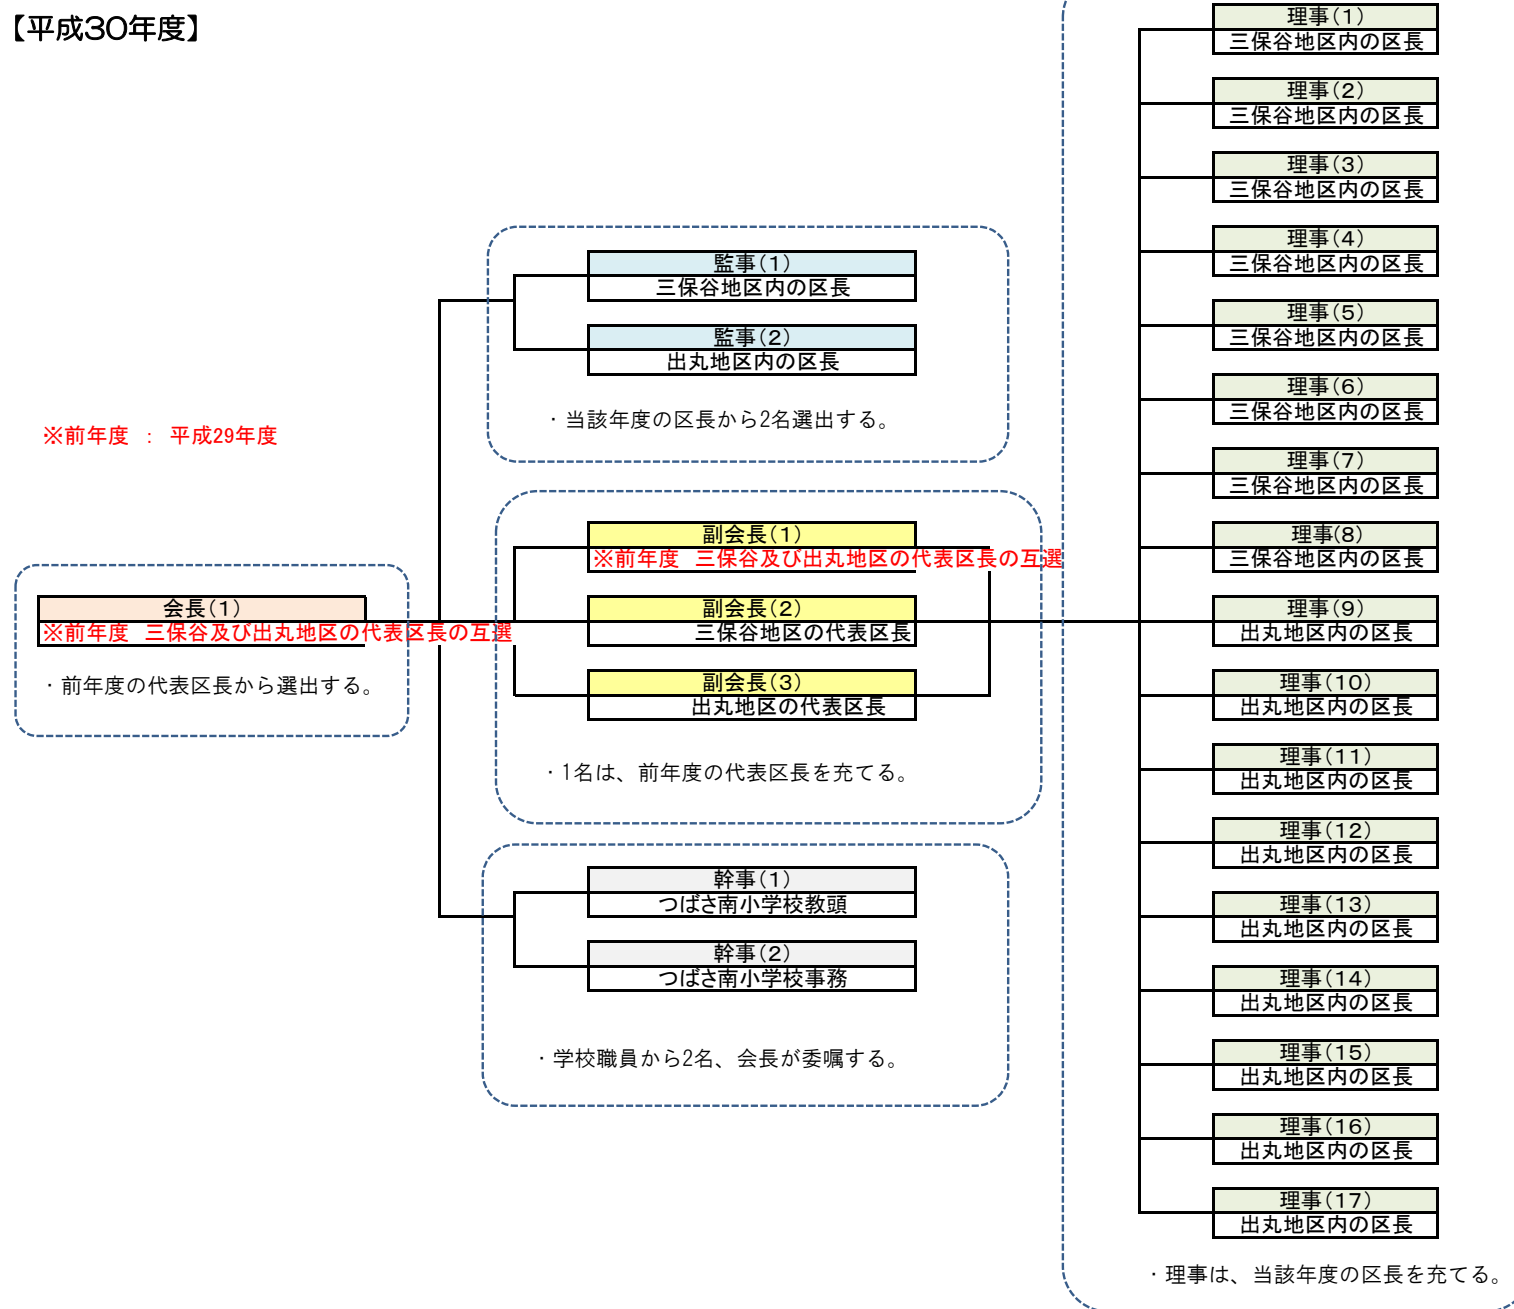 【平成30年度】
※前年度 ： 平成29年度
会長(1)
※前年度 三保谷及び出丸地区の代表区長の互選
・前年度の代表区長から選出する。
監事(1)
三保谷地区内の区長
監事(2)
出丸地区内の区長
・当該年度の区長から2名選出する。
副会長(1)
※前年度 三保谷及び出丸地区の代表区長の互選
副会長(2)
三保谷地区の代表区長
副会長(3)
出丸地区の代表区長
・1名は、前年度の代表区長を充てる。
幹事(1)
つばさ南小学校教頭
幹事(2)
つばさ南小学校事務
・学校職員から2名、会長が委嘱する。
理事(1)
三保谷地区内の区長
理事(2)
三保谷地区内の区長
理事(3)
三保谷地区内の区長
理事(4)
三保谷地区内の区長
理事(5)
三保谷地区内の区長
理事(6)
三保谷地区内の区長
理事(7)
三保谷地区内の区長
理事(8)
三保谷地区内の区長
理事(9)
出丸地区内の区長
理事(10)
出丸地区内の区長
理事(11)
出丸地区内の区長
理事(12)
出丸地区内の区長
理事(13)
出丸地区内の区長
理事(14)
出丸地区内の区長
理事(15)
出丸地区内の区長
理事(16)
出丸地区内の区長
理事(17)
出丸地区内の区長
・理事は、当該年度の区長を充てる。